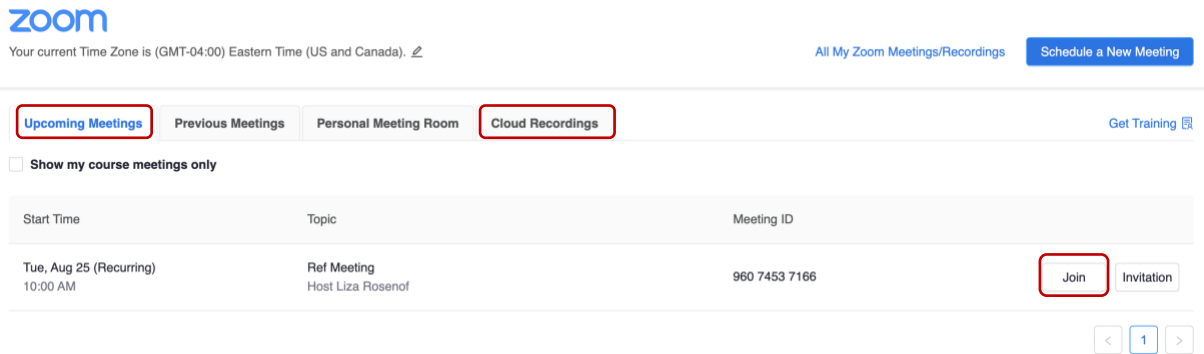 zoom
Your current Time Zone is (GMT-04:00) Eastern Time (US and Canada).
All My Zoom Meetings/Recordings
Schedule a New Meeting
Upcoming Meetings
Previous Meetings
Personal Meeting Room
Cloud Recordings
Get Training
Show my course meetings only
Start Time
Topic
Meeting ID
Tue, Aug 25 (Recurring)
10:00 AM
Ref Meeting
Host Liza Rosenof
960 7453 7166
Join
Invitation
< 1 >